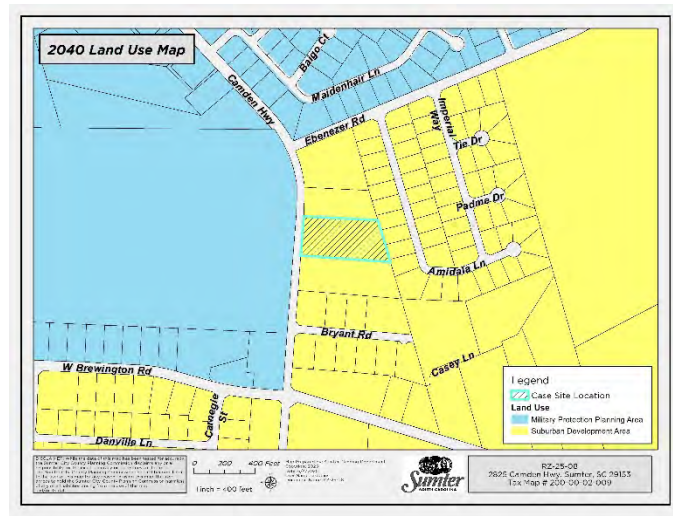 2040 Land Use Map
Balgo Ct
Camden Hwy
Maidenhair Ln
Ebenezer Rd
Imperial Way
Tie Dr
Padme Dr
Amidala Ln
Bryant Rd
Casey Ln
W Brewington Rd
Carnegie St
Danville Ln
Legend
Case Site Location
Land Use
Military Protection Planning Area
Suburban Development Area
0 200 400 Feet
1 inch = 400 feet
Sumter
SOUTH CAROLINA
RZ-25-08
2825 Camden Hwy, Sumter, SC 29153
Tax Map # 200-00-02-009